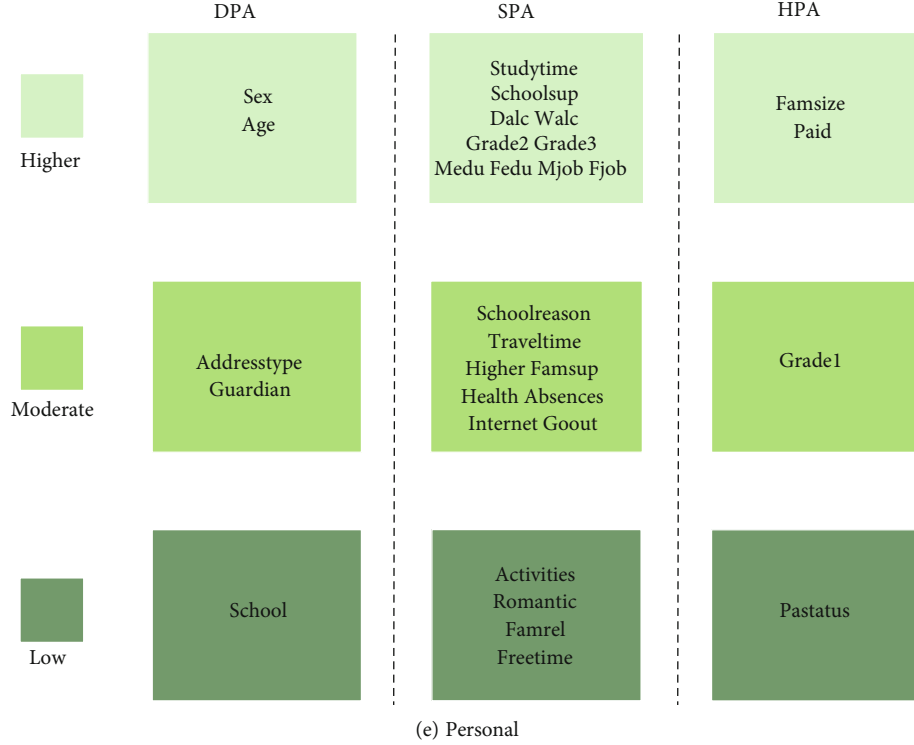 DPA
SPA
HPA
Higher
Sex
Age
Studytime
Schoolsup
Dalc Walc
Grade2 Grade3
Medu Fedu Mjob Fjob
Famsize
Paid
Moderate
Addresstype
Guardian
Schoolreason
Traveltime
Higher Famsup
Health Absences
Internet Goout
Grade1
Low
School
Activities
Romantic
Famrel
Freetime
Pastatus
(e) Personal